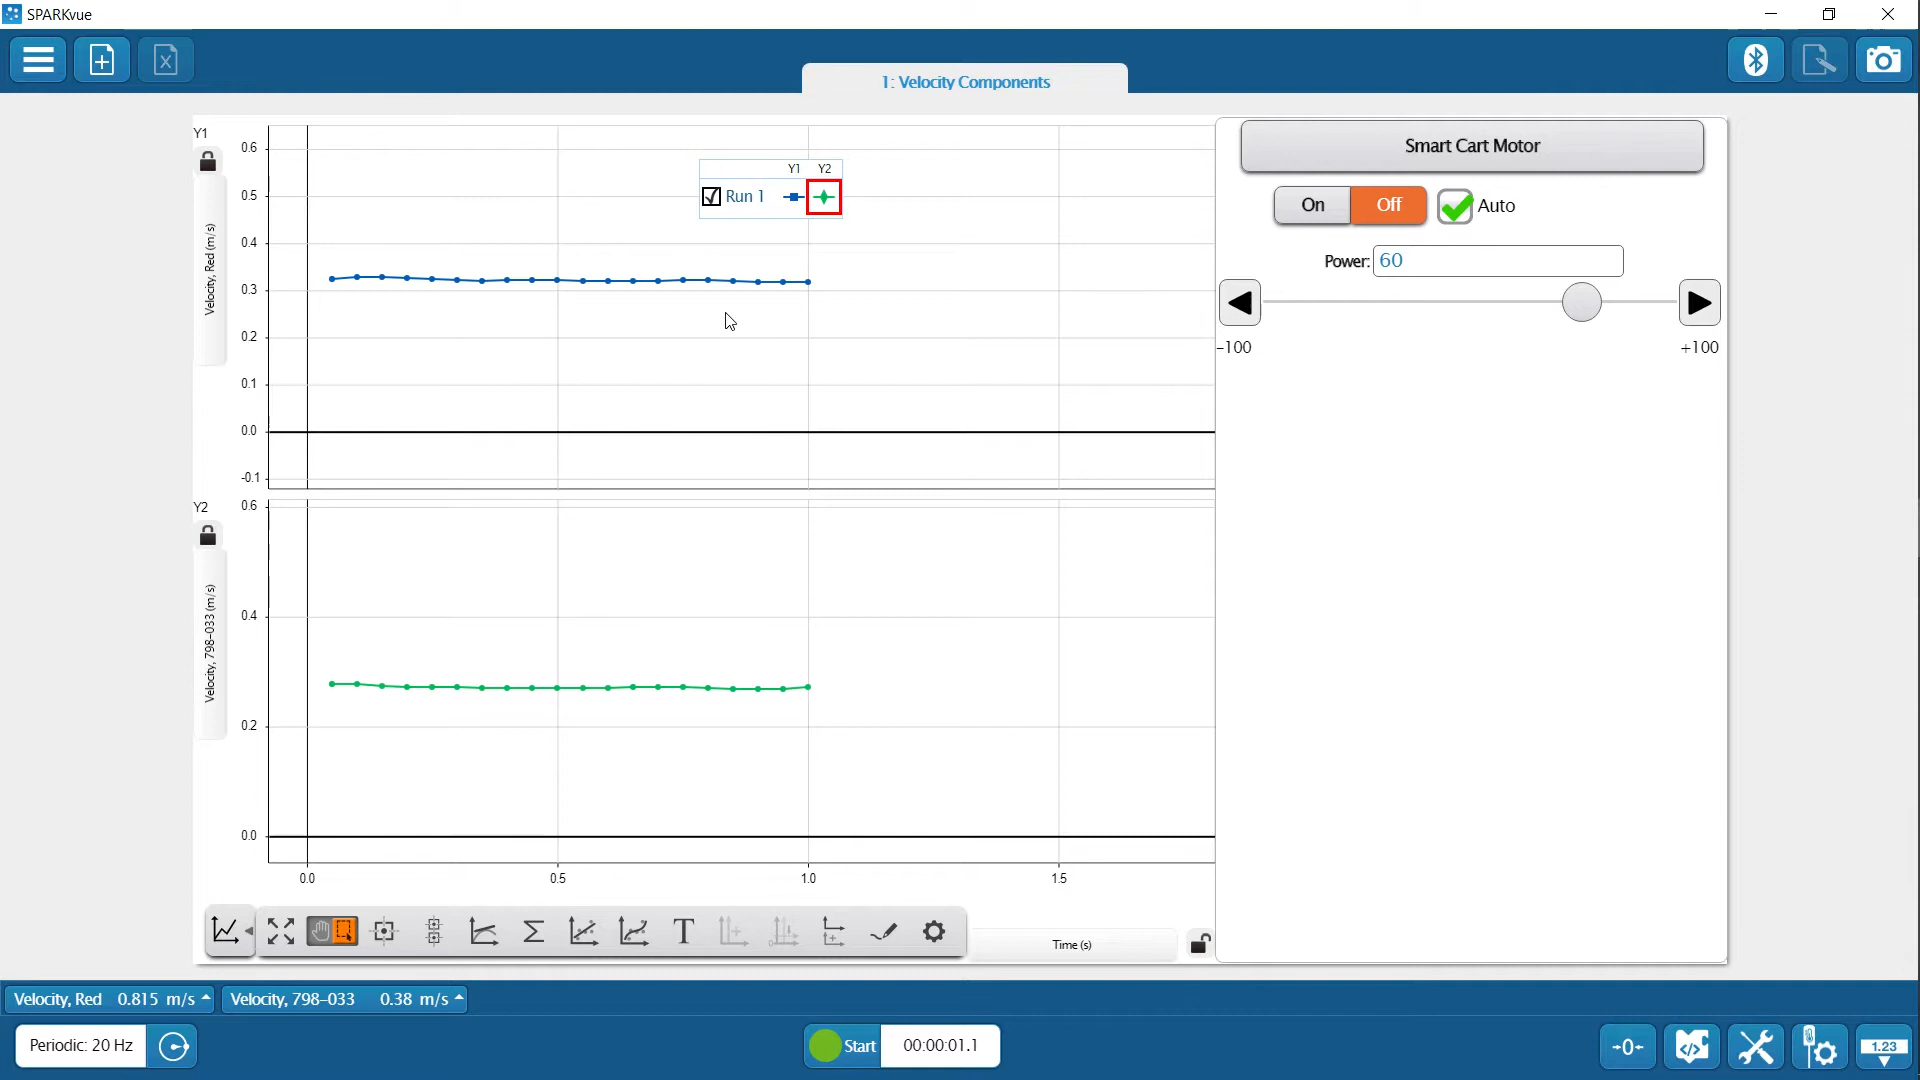 SPARKvue
1: Velocity Components
Y1
Velocity, Red (m/s)
0.6
0.5
0.4
0.3
0.2
0.1
0.0
-0.1
Y1 Y2
Run 1
Y2
Velocity, 798-033 (m/s)
0.6
0.4
0.2
0.0
0.0 0.5 1.0 1.5
T
Time (s)
Smart Cart Motor
On Off Auto
Power: 60
-100 +100
Velocity, Red 0.815 m/s Velocity, 798-033 0.38 m/s
Periodic: 20 Hz Start 00:00:01.1 -0- 1.23